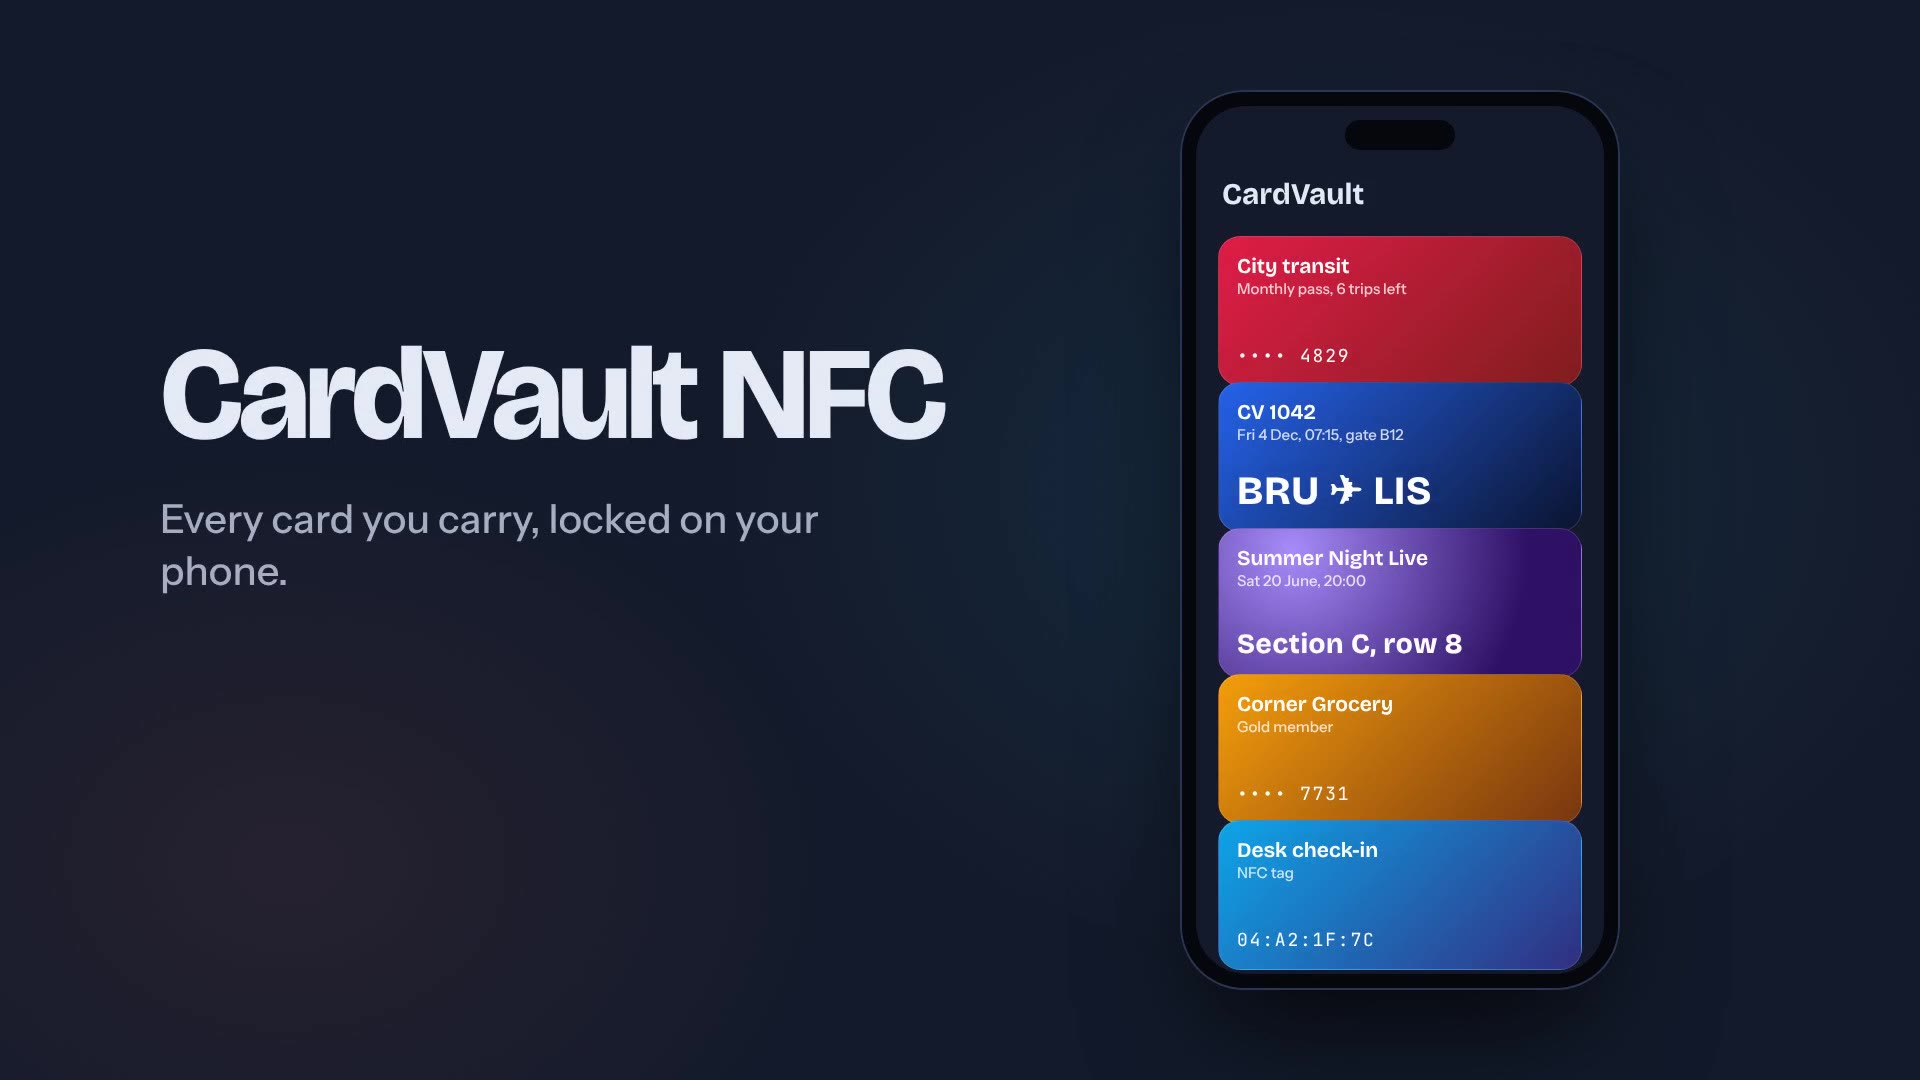 CardVault NFC
Every card you carry, locked on your
phone.
CardVault
City transit
Monthly pass, 6 trips left
•••• 4829
CV 1042
Fri 4 Dec, 07:15, gate B12
BRU ✈ LIS
Summer Night Live
Sat 20 June, 20:00
Section C, row 8
Corner Grocery
Gold member
•••• 7731
Desk check-in
NFC tag
04:A2:1F:7C